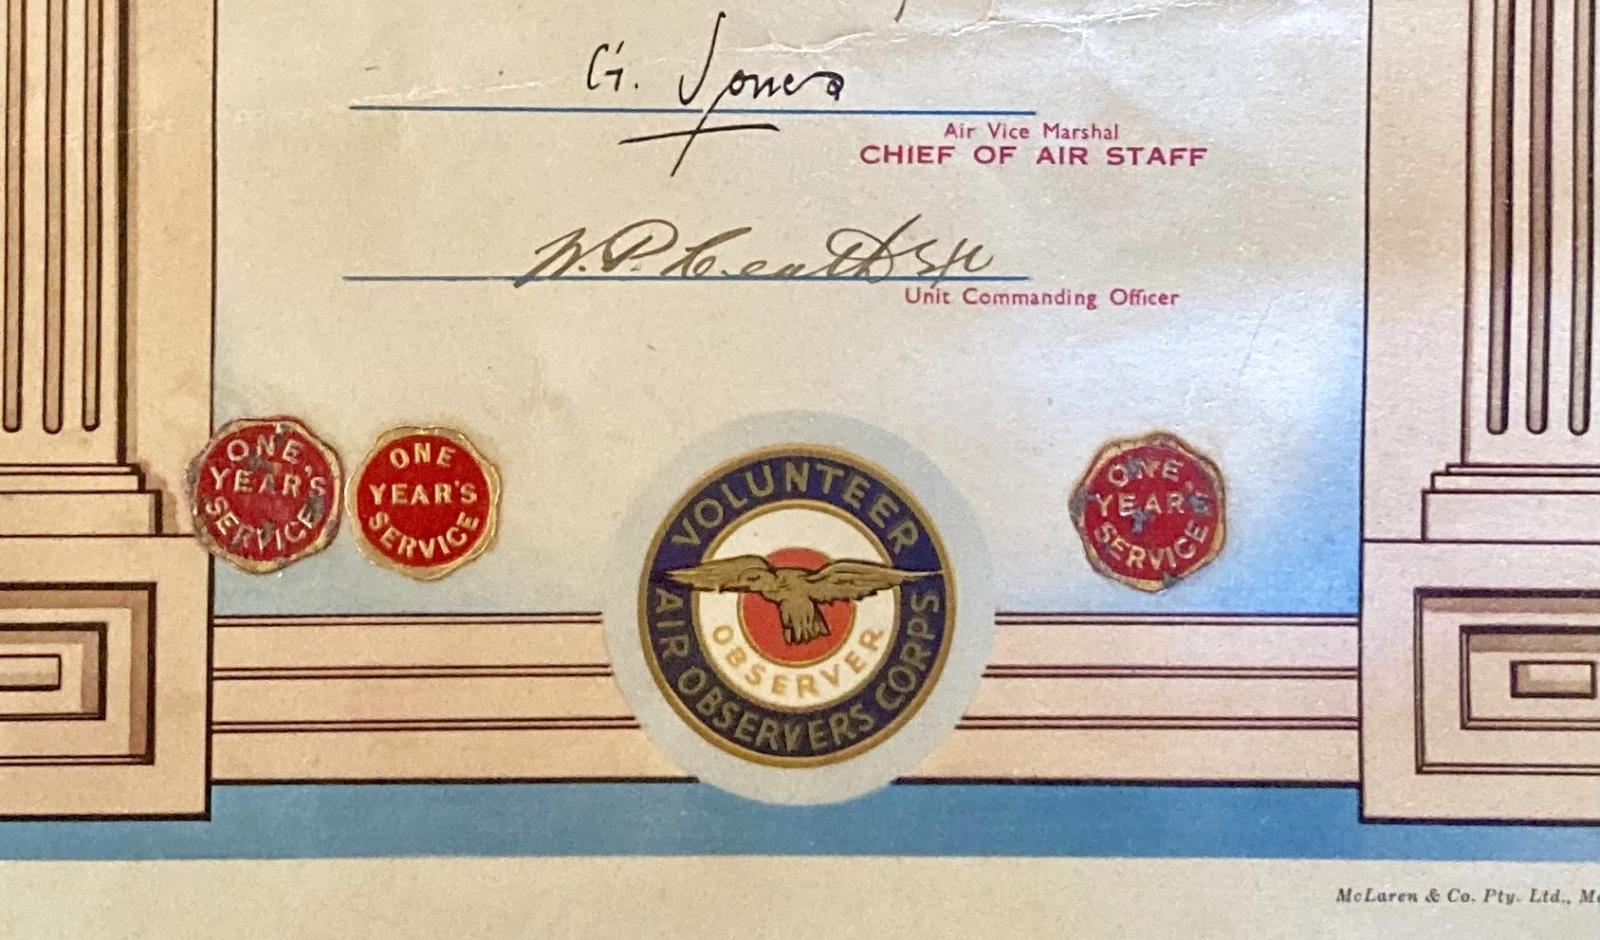 G. Jones
Air Vice Marshal
CHIEF OF AIR STAFF
Unit Commanding Officer
ONE
YEAR'S
SERVICE
ONE
YEAR'S
SERVICE
VOLUNTEER
AIR OBSERVERS CORPS
OBSERVER
ONE
YEAR'S
SERVICE
McLaren & Co. Pty. Ltd.,